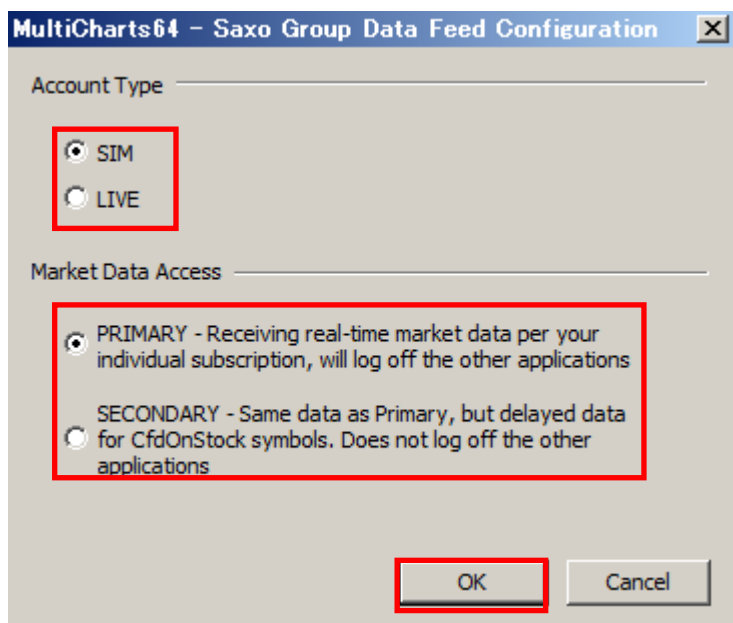 MultiCharts64 - Saxo Group Data Feed Configuration
Account Type
SIM
LIVE
Market Data Access
PRIMARY - Receiving real-time market data per your
individual subscription, will log off the other applications
SECONDARY - Same data as Primary, but delayed data
for CfdOnStock symbols. Does not log off the other
applications
OK Cancel